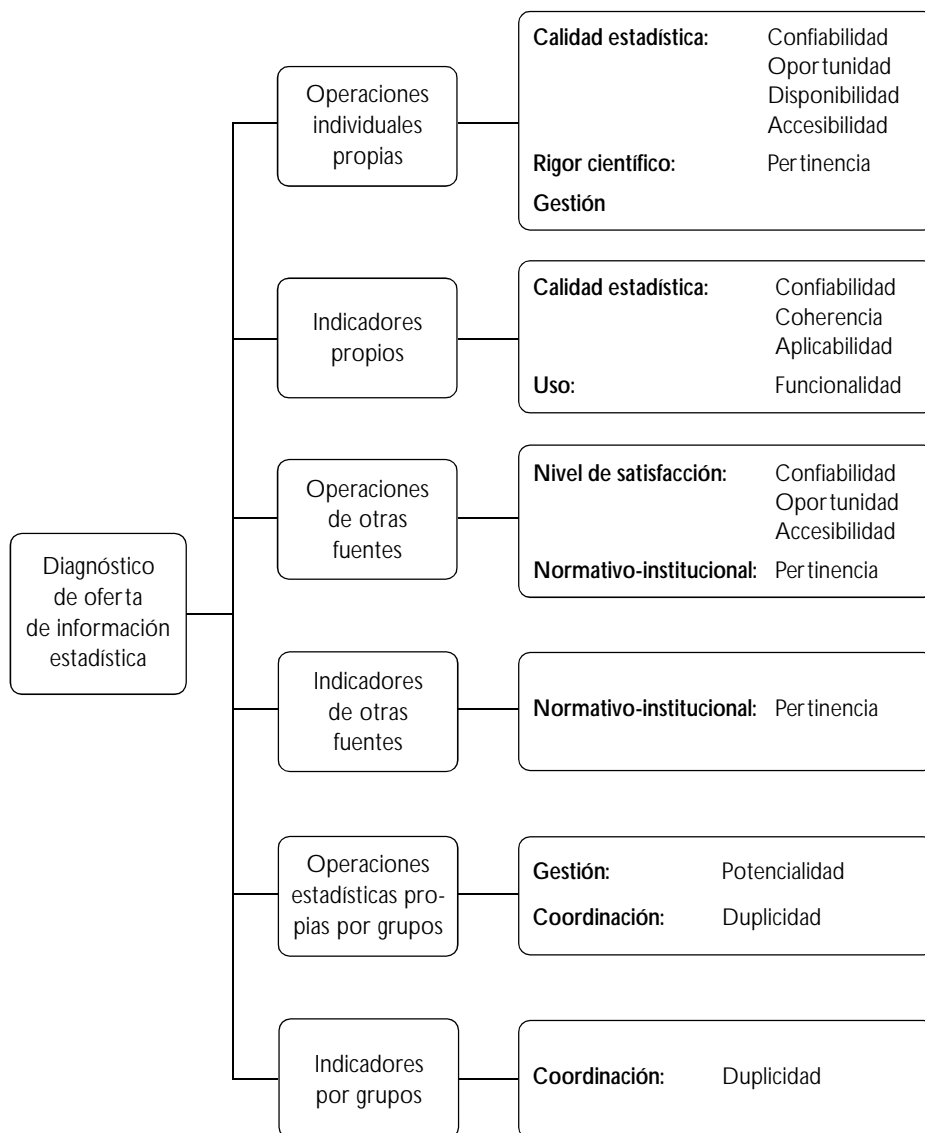 Calidad estadística: Confiabilidad
Oportunidad
Disponibilidad
Accesibilidad
Rigor científico: Pertinencia
Gestión
Operaciones
individuales
propias
Calidad estadística: Confiabilidad
Coherencia
Aplicabilidad
Uso: Funcionalidad
Indicadores
propios
Nivel de satisfacción: Confiabilidad
Oportunidad
Accesibilidad
Normativo-institucional: Pertinencia
Operaciones
de otras
fuentes
Diagnóstico
de oferta
de información
estadística
Indicadores
de otras
fuentes
Normativo-institucional: Pertinencia
Operaciones
estadísticas pro-
pias por grupos
Gestión: Potencialidad
Coordinación: Duplicidad
Indicadores
por grupos
Coordinación: Duplicidad